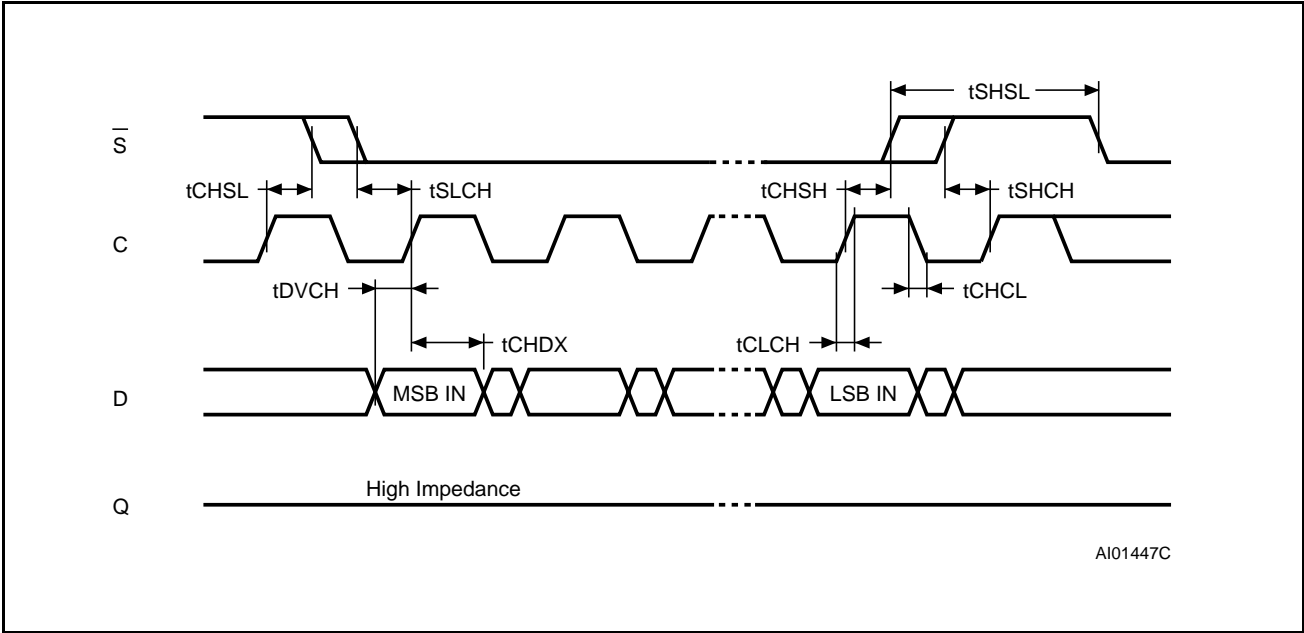 tSHSL
S̅
tCHSL tSLCH tCHSH tSHCH
C
tDVCH tCHCL
tCHDX tCLCH
D MSB IN LSB IN
High Impedance
Q
AI01447C